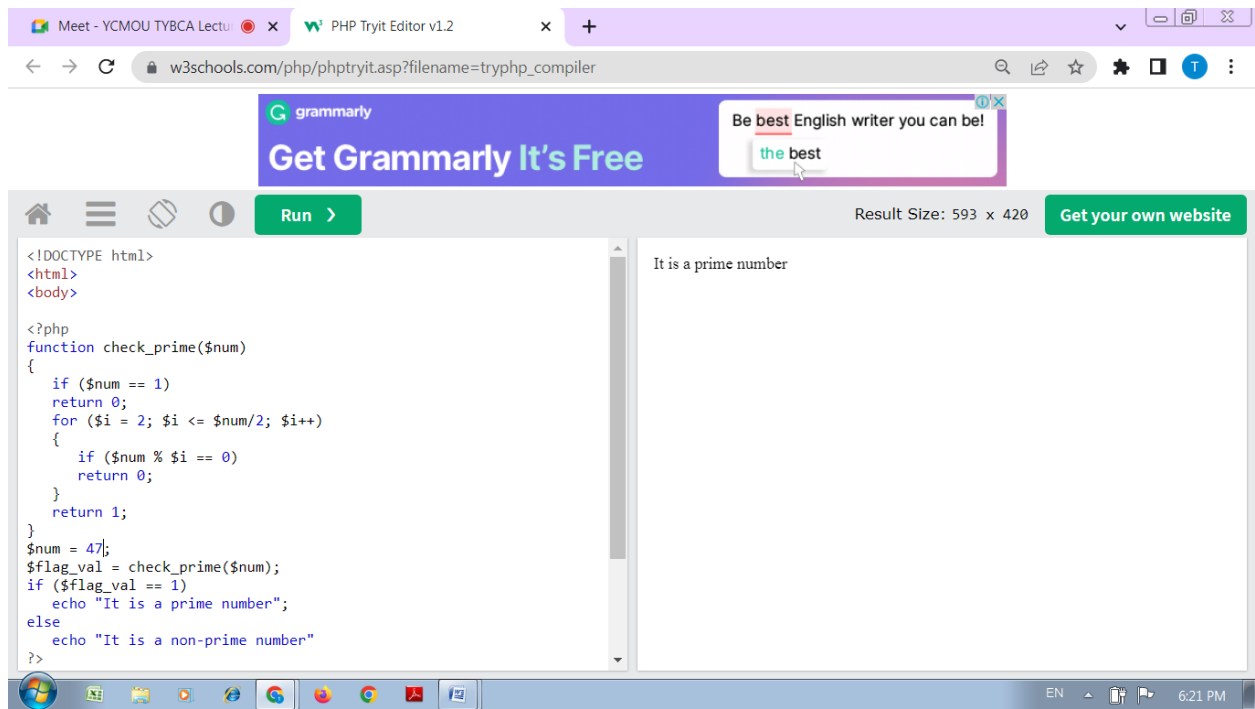 Meet - YCMOU TYBCA Lectu
PHP Tryit Editor v1.2
w3schools.com/php/phptryit.asp?filename=tryphp_compiler
T
grammarly
Get Grammarly It's Free
Be best English writer you can be!
the best
Run ❯
Result Size: 593 x 420
Get your own website
<!DOCTYPE html>
<html>
<body>
<?php
function check_prime($num)
{
   if ($num == 1)
   return 0;
   for ($i = 2; $i <= $num/2; $i++)
   {
      if ($num % $i == 0)
      return 0;
   }
   return 1;
}
$num = 47;
$flag_val = check_prime($num);
if ($flag_val == 1)
   echo "It is a prime number";
else
   echo "It is a non-prime number"
?>
It is a prime number
EN
6:21 PM